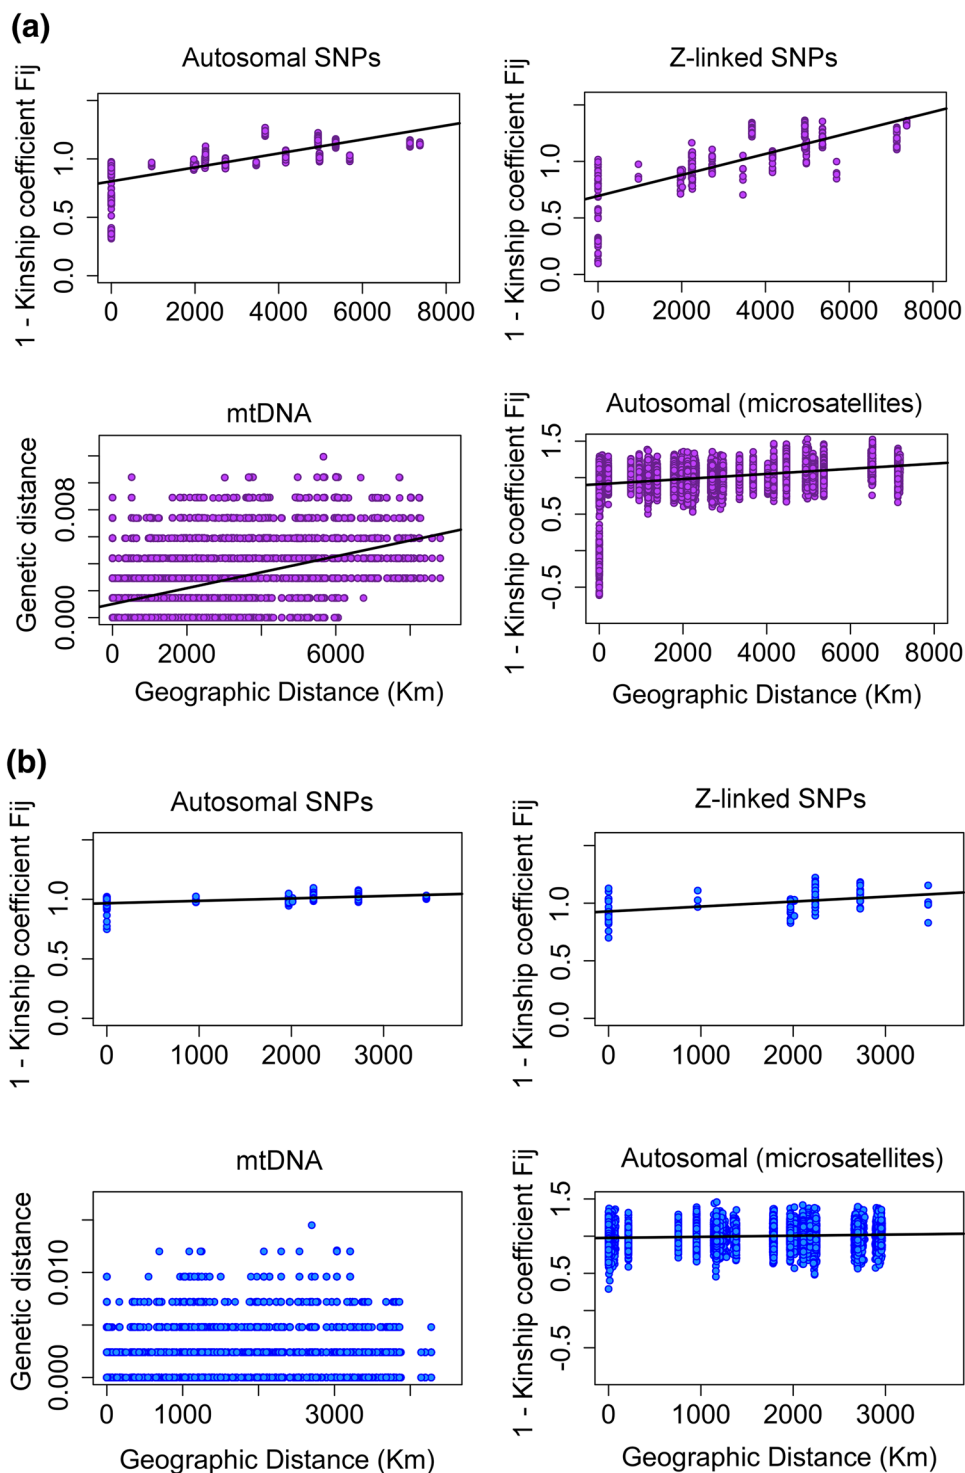 (a)
Autosomal SNPs
1 - Kinship coefficient Fij
0.0 0.5 1.0
0 2000 4000 6000 8000
Z-linked SNPs
1 - Kinship coefficient Fij
0.0 0.5 1.0
0 2000 4000 6000 8000
mtDNA
Genetic distance
0.000 0.008
0 2000 6000
Geographic Distance (Km)
Autosomal (microsatellites)
1 - Kinship coefficient Fij
-0.5 0.5 1.5
0 2000 4000 6000 8000
Geographic Distance (Km)
(b)
Autosomal SNPs
1 - Kinship coefficient Fij
0.0 0.5 1.0
0 1000 2000 3000
Z-linked SNPs
1 - Kinship coefficient Fij
0.0 0.5 1.0
0 1000 2000 3000
mtDNA
Genetic distance
0.000 0.010
0 1000 3000
Geographic Distance (Km)
Autosomal (microsatellites)
1 - Kinship coefficient Fij
-0.5 0.5 1.5
0 1000 2000 3000
Geographic Distance (Km)